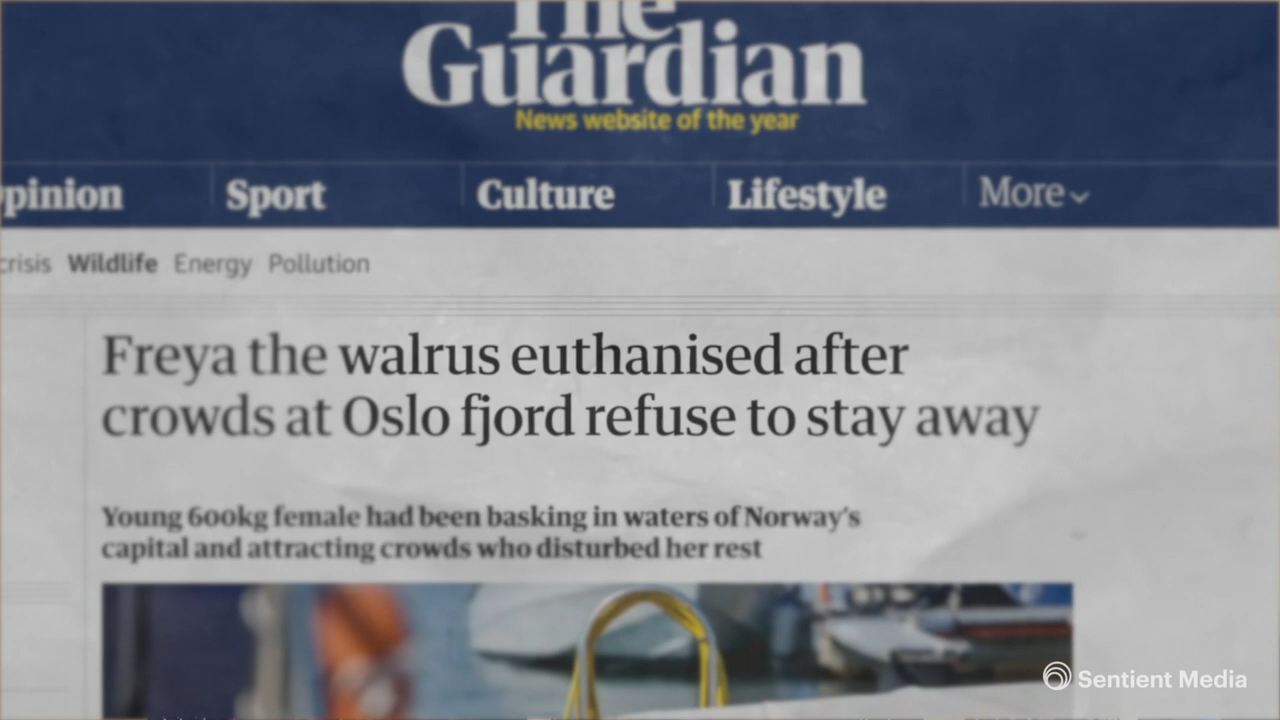 The
Guardian
News website of the year
pinion
Sport
Culture
Lifestyle
More
crisis
Wildlife
Energy
Pollution
Freya the walrus euthanised after
crowds at Oslo fjord refuse to stay away
Young 600kg female had been basking in waters of Norway's
capital and attracting crowds who disturbed her rest
Sentient Media